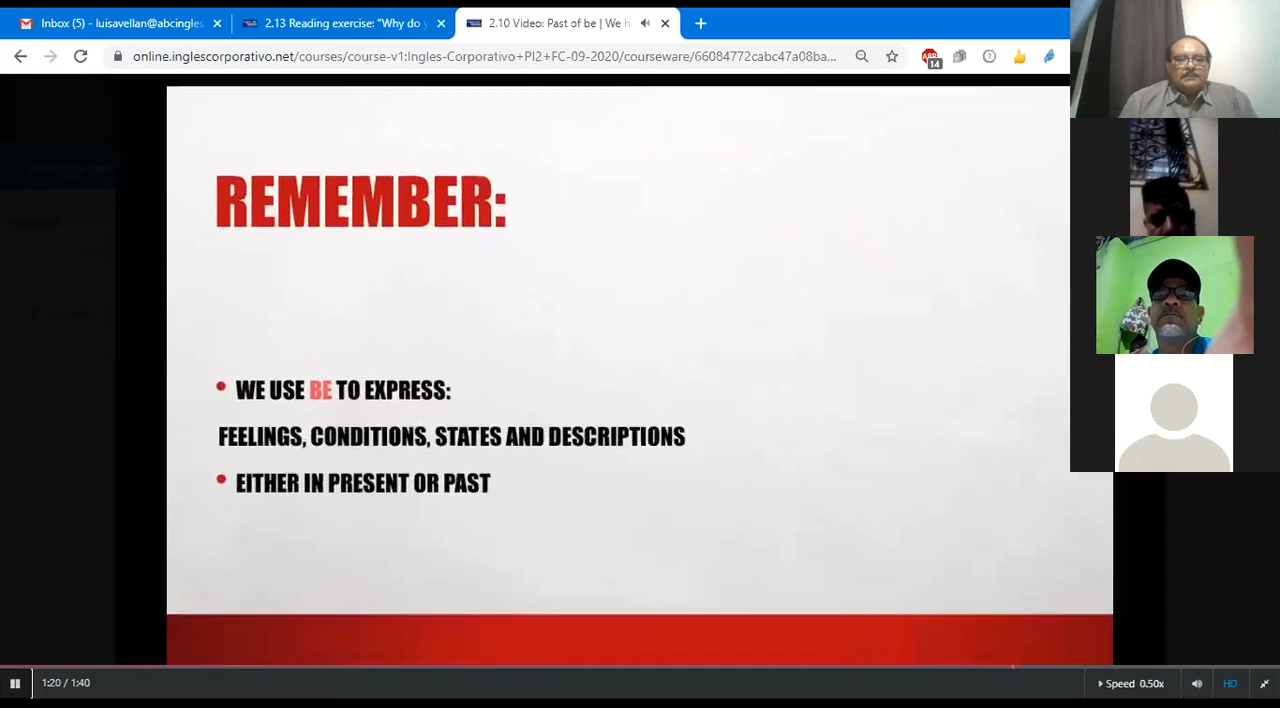 Inbox (5) - luisavellan@abcingles
2.13 Reading exercise: "Why do y
2.10 Video: Past of be | We h
online.inglescorporativo.net/courses/course-v1:Ingles-Corporativo+PI2+FC-09-2020/courseware/66084772cabc47a08ba...
14
REMEMBER:
• WE USE BE TO EXPRESS:
FEELINGS, CONDITIONS, STATES AND DESCRIPTIONS
• EITHER IN PRESENT OR PAST
1:20 / 1:40
Speed 0.50x
HD